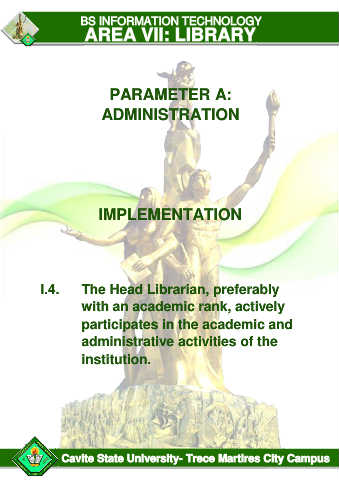 BS INFORMATION TECHNOLOGY
AREA VII: LIBRARY
PARAMETER A:
ADMINISTRATION
IMPLEMENTATION
I.4. The Head Librarian, preferably
with an academic rank, actively
participates in the academic and
administrative activities of the
institution.
Cavite State University- Trece Martires City Campus